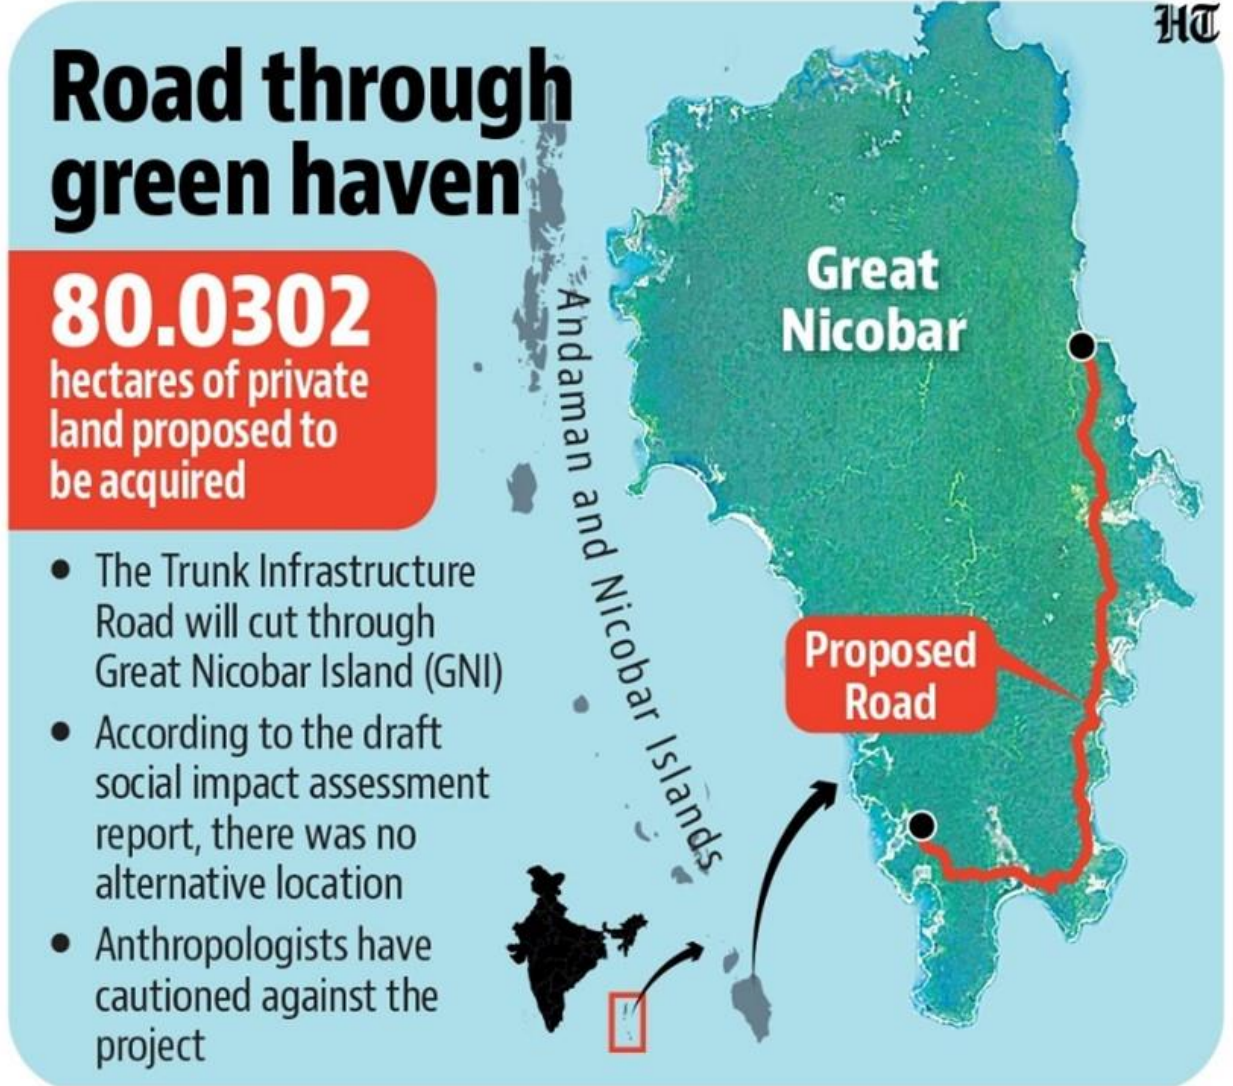 HT
Road through
green haven
80.0302
hectares of private
land proposed to
be acquired
• The Trunk Infrastructure
Road will cut through
Great Nicobar Island (GNI)
• According to the draft
social impact assessment
report, there was no
alternative location
• Anthropologists have
cautioned against the
project
Andaman and Nicobar Islands
Great
Nicobar
Proposed
Road